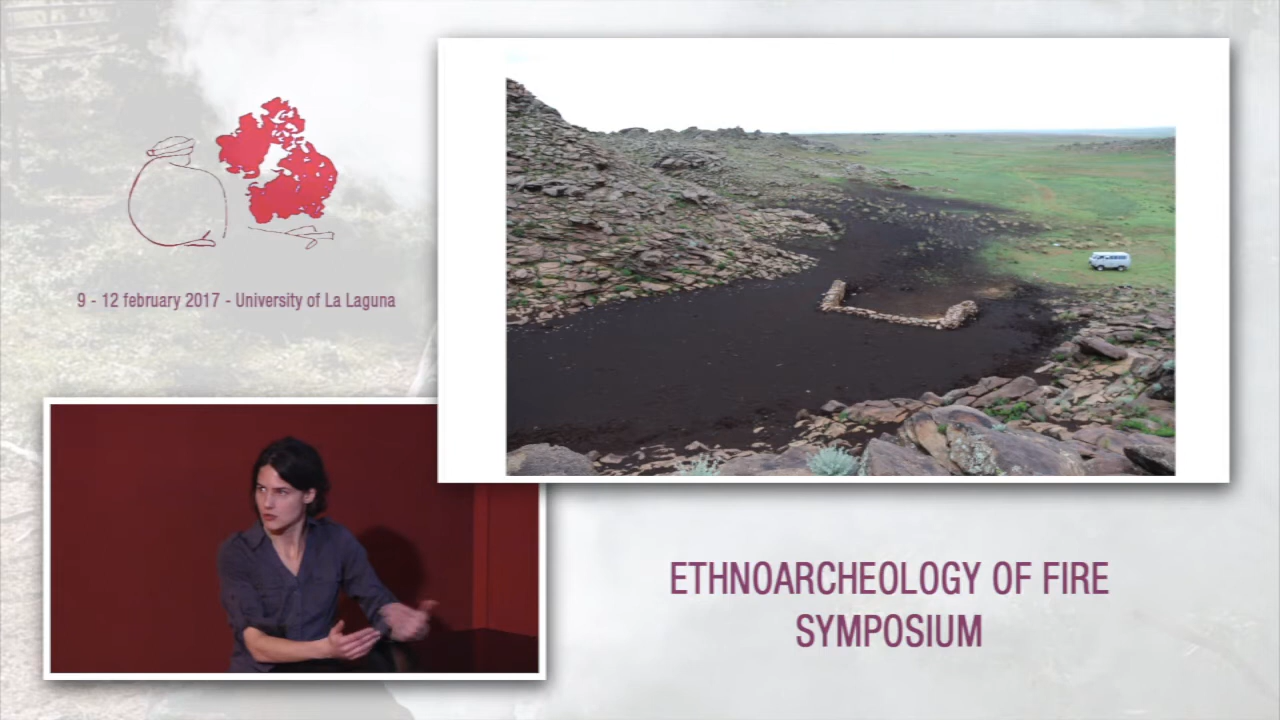 9 - 12 february 2017 - University of La Laguna
ETHNOARCHEOLOGY OF FIRE
SYMPOSIUM